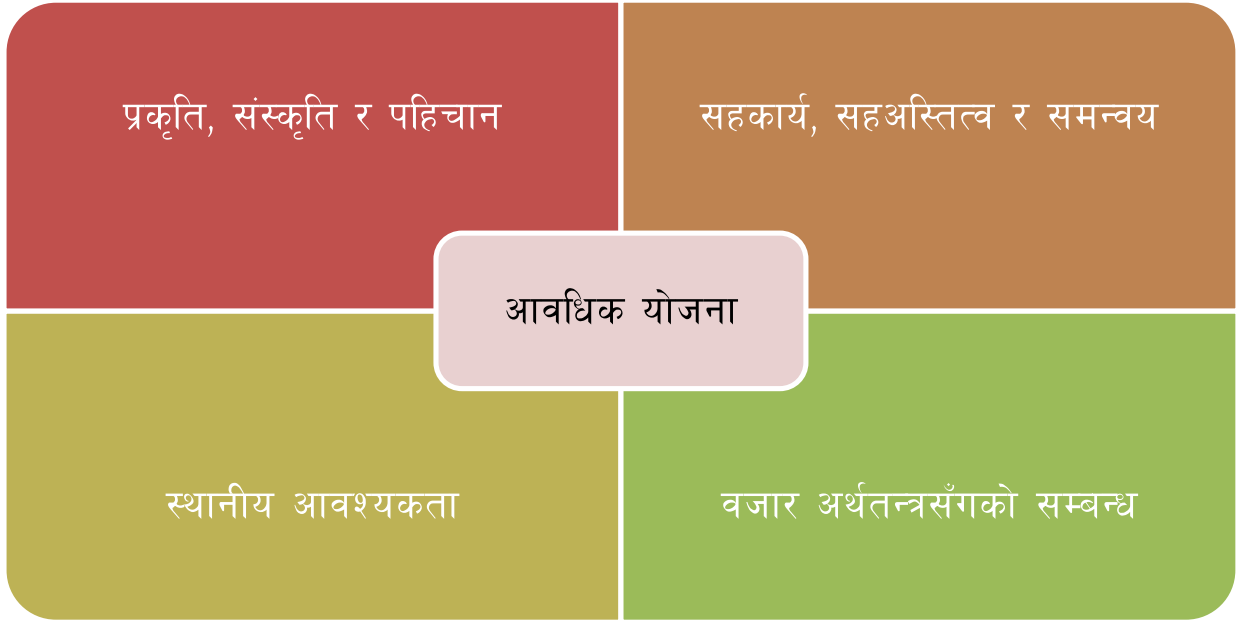 प्रकृति, संस्कृति र पहिचान
सहकार्य, सहअस्तित्व र समन्वय
आवधिक योजना
स्थानीय आवश्यकता
वजार अर्थतन्त्रसँगको सम्बन्ध